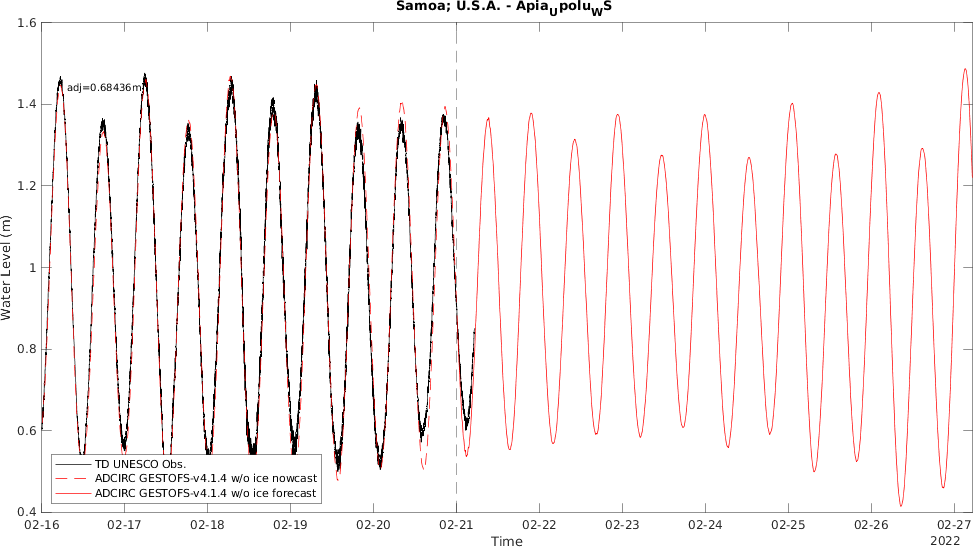 Samoa; U.S.A. - ApiaUpoluWS
1.6
adj=0.68436m
1.4
1.2
1
0.8
0.6
0.4
Water Level (m)
TD UNESCO Obs.
ADCIRC GESTOFS-v4.1.4 w/o ice nowcast
ADCIRC GESTOFS-v4.1.4 w/o ice forecast
02-16 02-17 02-18 02-19 02-20 02-21 02-22 02-23 02-24 02-25 02-26 02-27
Time
2022